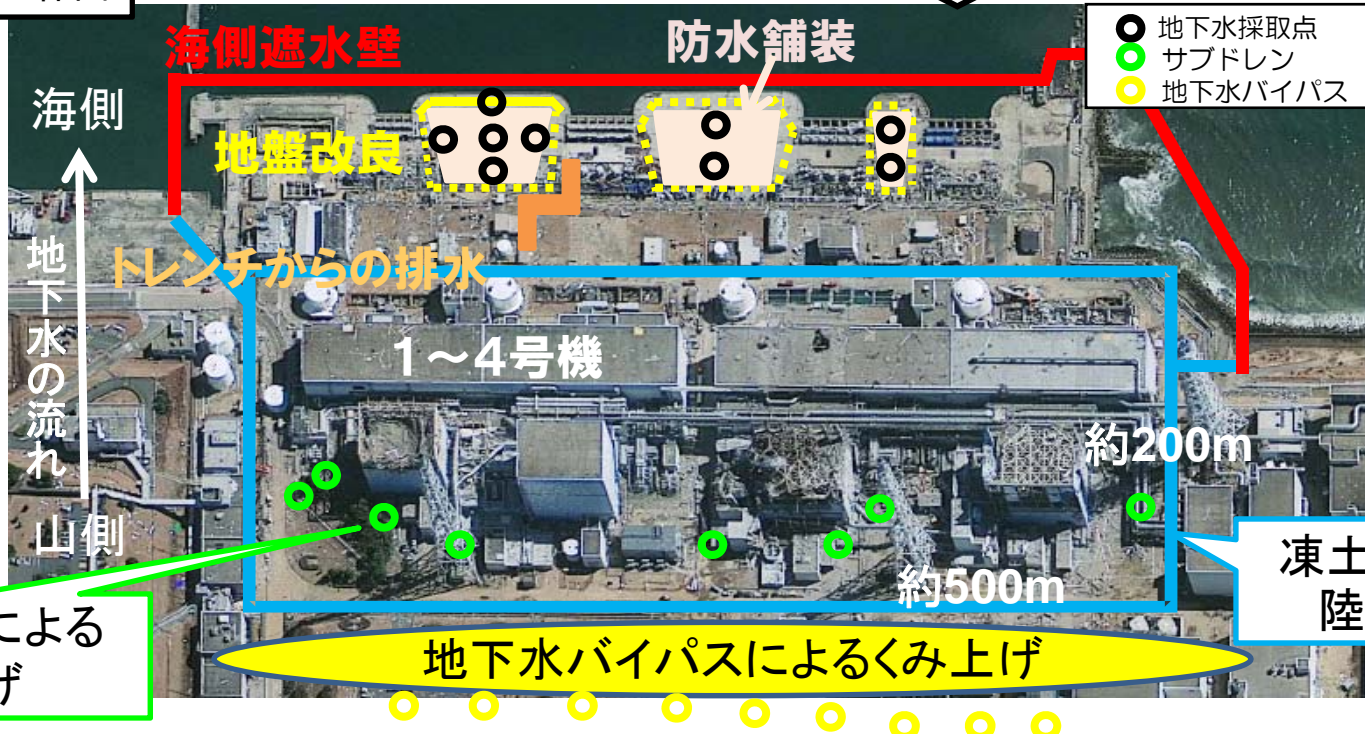 海側遮水壁
防水舗装
地下水採取点
サブドレン
地下水バイパス
海側
地盤改良
地下水の流れ
トレンチからの排水
1~4号機
約200m
山側
約500m
凍土
陸
による
げ
地下水バイパスによるくみ上げ